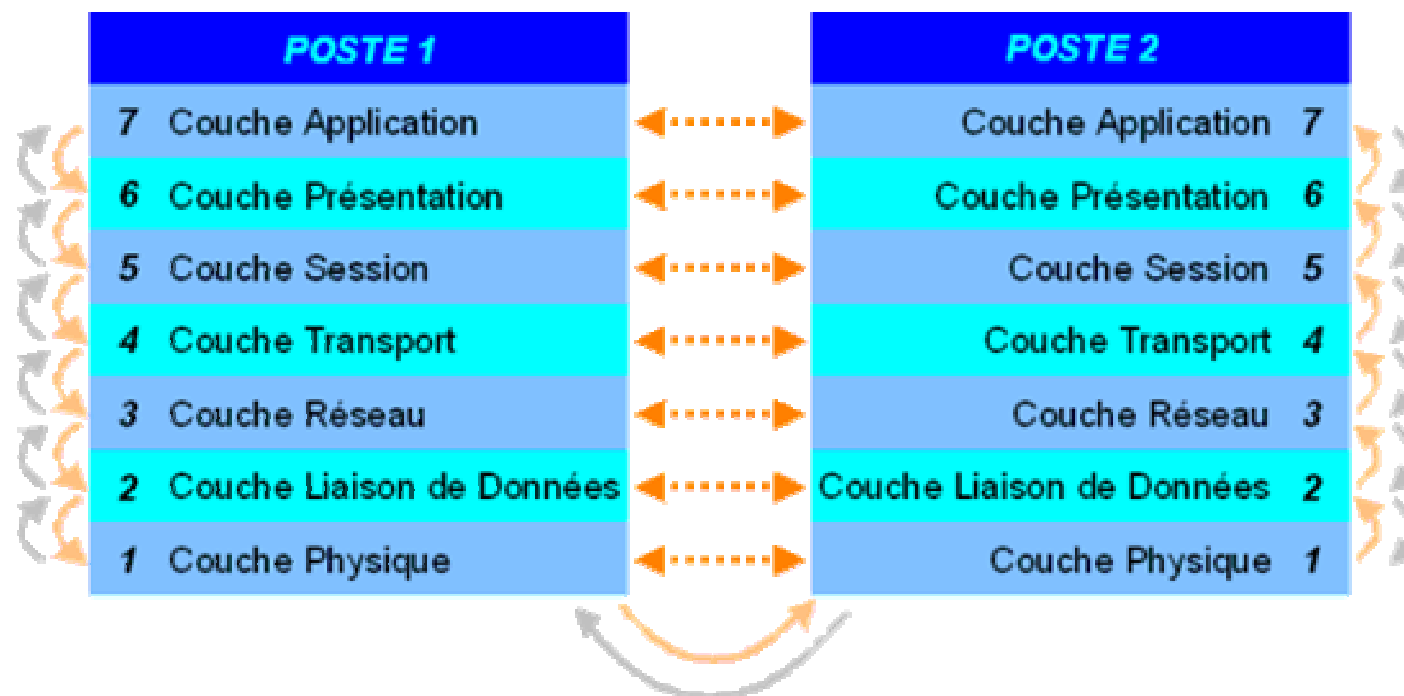 POSTE 1
7 Couche Application
6 Couche Présentation
5 Couche Session
4 Couche Transport
3 Couche Réseau
2 Couche Liaison de Données
1 Couche Physique
POSTE 2
Couche Application 7
Couche Présentation 6
Couche Session 5
Couche Transport 4
Couche Réseau 3
Couche Liaison de Données 2
Couche Physique 1